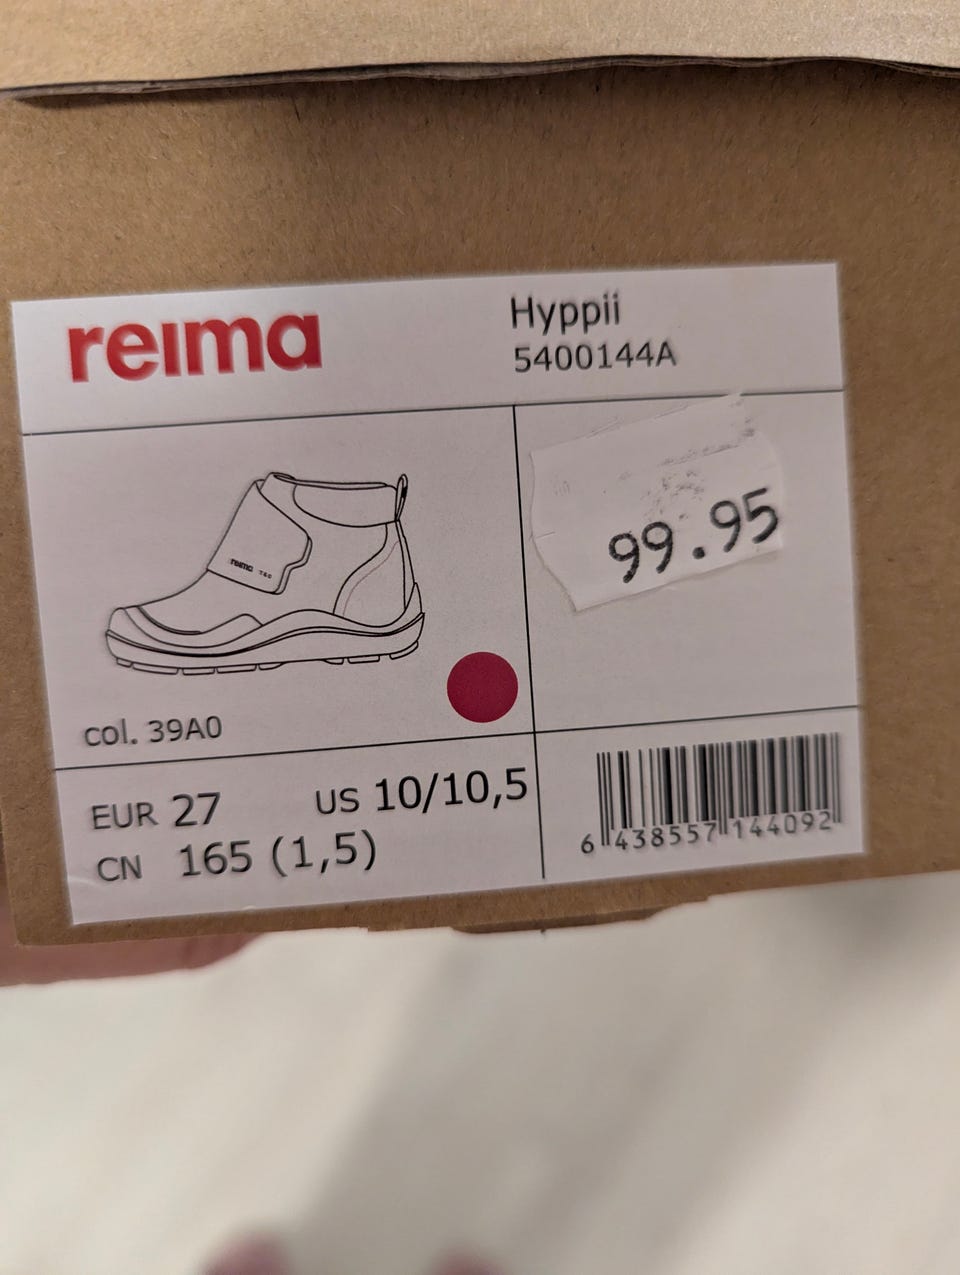 reima
Hyppii
5400144A
99.95
reima
col. 39A0
EUR 27 US 10/10,5
CN 165 (1,5)
6 438557 144092